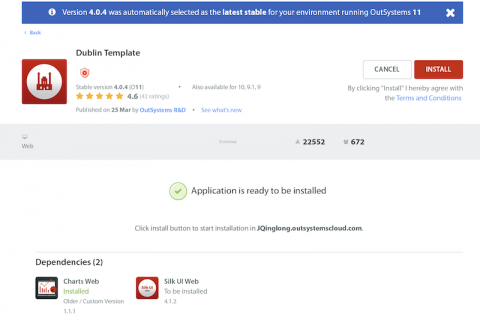 Version 4.0.4 was automatically selected as the latest stable for your environment running OutSystems 11
Back
Dublin Template
CANCEL
INSTALL
Stable version 4.0.4 (O11) • Also available for 10, 9.1, 9
4.6 (42 ratings)
By clicking "Install" I hereby agree with
the Terms and Conditions
Published on 25 Mar by OutSystems R&D • See what's new
22552
672
Web
Application is ready to be installed
Click install button to start installation in JQinglong.outsystemscloud.com.
Dependencies (2)
Charts Web
Installed
Older / Custom Version
1.1.1
Silk UI Web
To be Installed
4.1.2